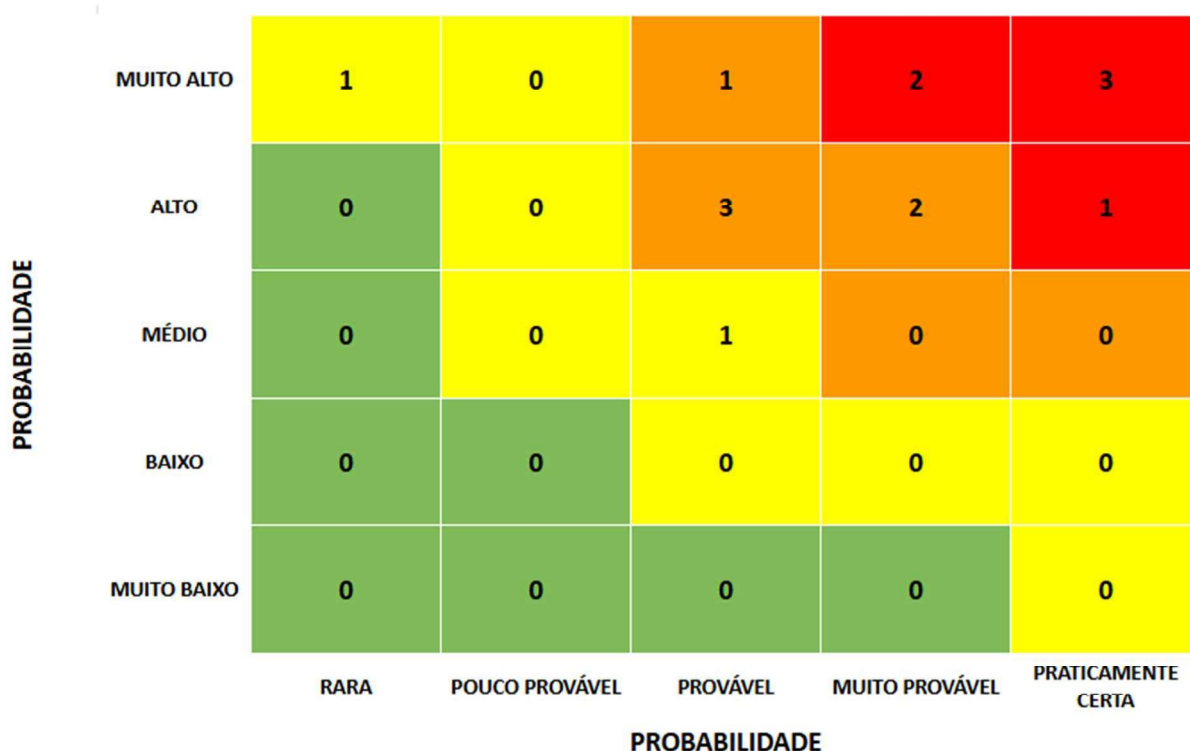 MUITO ALTO 1 0 1 2 3
ALTO 0 0 3 2 1
PROBABILIDADE
MÉDIO 0 0 1 0 0
BAIXO 0 0 0 0 0
MUITO BAIXO 0 0 0 0 0
RARA POUCO PROVÁVEL PROVÁVEL MUITO PROVÁVEL PRATICAMENTE
CERTA
PROBABILIDADE